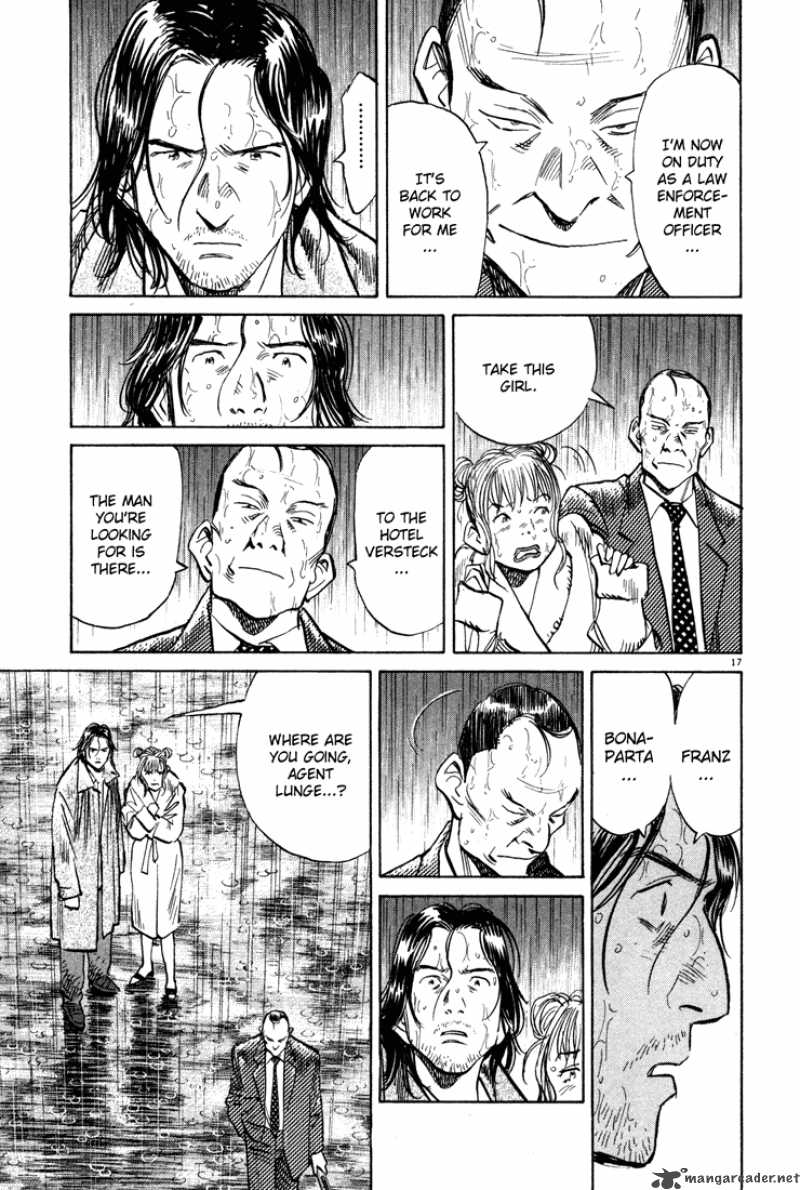 I'M NOW
ON DUTY
AS A LAW
ENFORCE-
MENT
OFFICER
...
IT'S
BACK TO
WORK
FOR ME
...
.........
TAKE THIS
GIRL.
TO THE
HOTEL
VERSTECK
...
THE MAN
YOU'RE
LOOKING
FOR IS
THERE...
17
FRANZ
...
BONA-
PARTA
...
WHERE ARE
YOU GOING,
AGENT
LUNGE...?
mangarcader.net